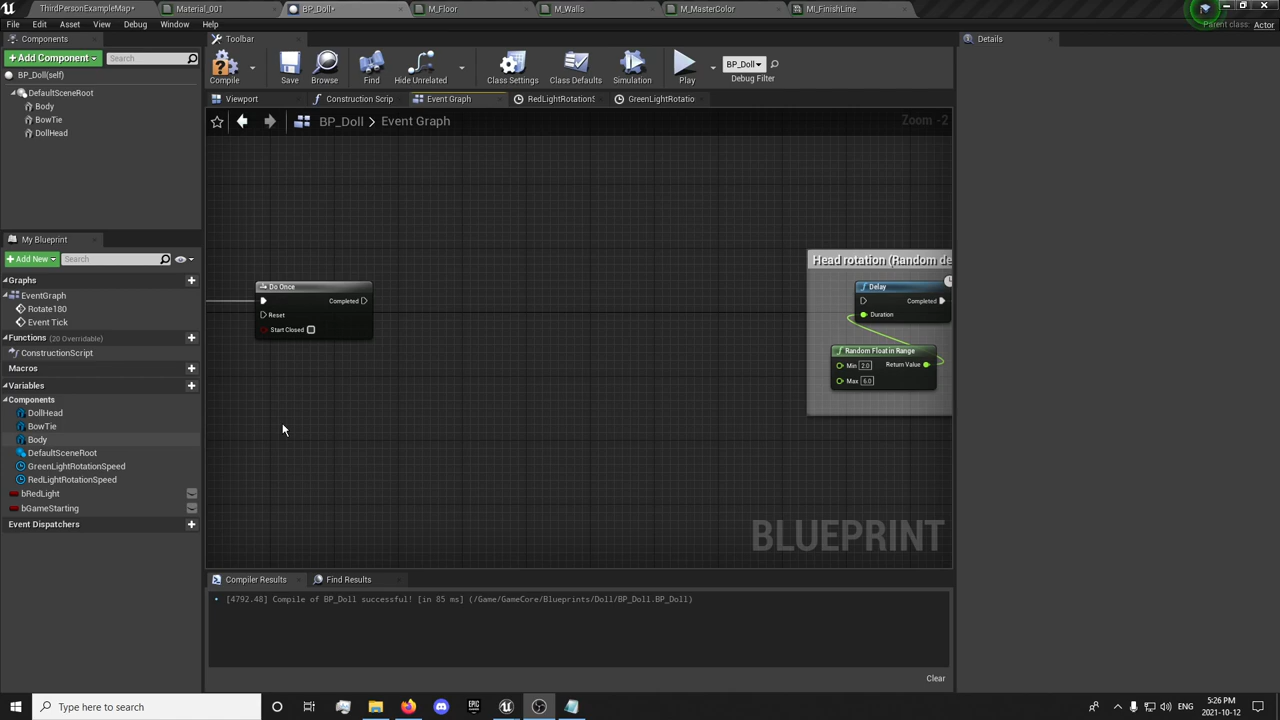 ThirdPersonExampleMap*
Material_001
BP_Doll*
M_Floor
M_Walls
M_MasterColor
MI_FinishLine
File Edit Asset View Debug Window Help
Parent class: Actor
Components
Toolbar
Details
Add Component
Search
Compile
Save
Browse
Find
Hide Unrelated
Class Settings
Class Defaults
Simulation
Play
BP_Doll
Debug Filter
BP_Doll(self)
DefaultSceneRoot
Body
BowTie
DollHead
Viewport
Construction Scrip
Event Graph
RedLightRotationS
GreenLightRotatio
BP_Doll > Event Graph
Zoom -2
My Blueprint
Add New
Search
Graphs
EventGraph
Rotate180
Event Tick
Functions (20 Overridable)
ConstructionScript
Macros
Variables
Components
DollHead
BowTie
Body
DefaultSceneRoot
GreenLightRotationSpeed
RedLightRotationSpeed
bRedLight
bGameStarting
Event Dispatchers
Do Once
Completed
Reset
Start Closed
Head rotation (Random de
Delay
Completed
Duration
Random Float in Range
Min 2.0
Return Value
Max 6.0
BLUEPRINT
Compiler Results
Find Results
[4792.48] Compile of BP_Doll successful! [in 85 ms] (/Game/GameCore/Blueprints/Doll/BP_Doll.BP_Doll)
Clear
Type here to search
ENG
5:26 PM
2021-10-12